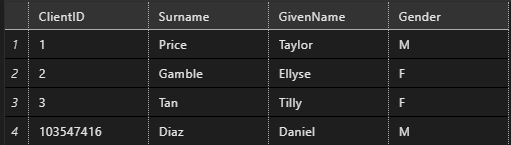 ClientID Surname GivenName Gender
1 1 Price Taylor M
2 2 Gamble Ellyse F
3 3 Tan Tilly F
4 103547416 Diaz Daniel M